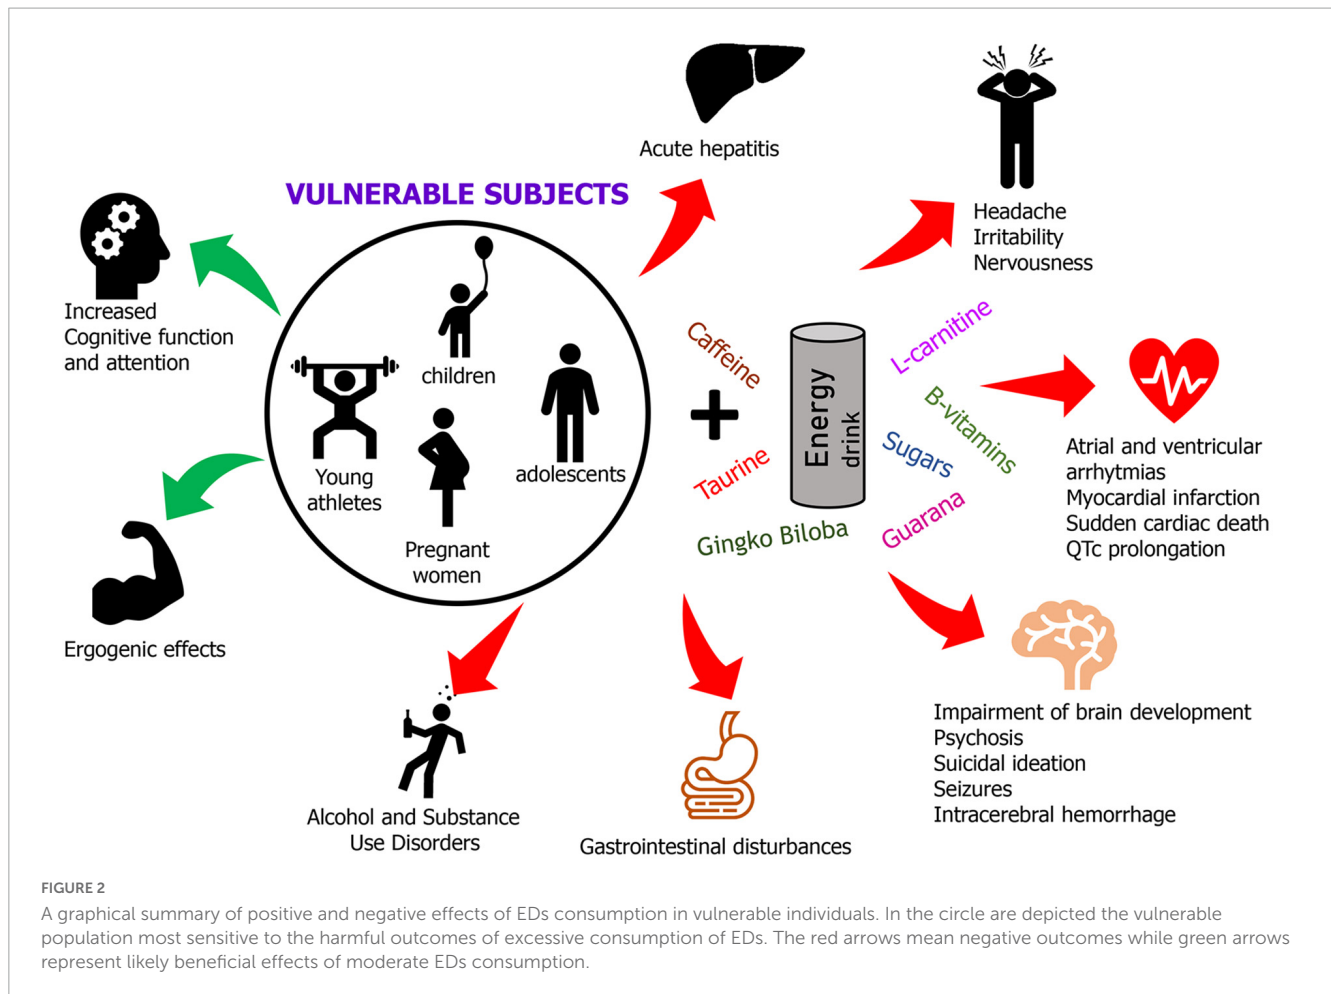 Acute hepatitis
Headache
Irritability
Nervousness
VULNERABLE SUBJECTS
Increased
Cognitive function
and attention
children
Young
athletes
adolescents
Pregnant
women
Ergogenic effects
+
Caffeine
Taurine
Gingko Biloba
Energy
drink
L-carnitine
B-vitamins
Sugars
Guarana
Atrial and ventricular
arrhytmias
Myocardial infarction
Sudden cardiac death
QTc prolongation
Impairment of brain development
Psychosis
Suicidal ideation
Seizures
Intracerebral hemorrhage
Alcohol and Substance
Use Disorders
Gastrointestinal disturbances
FIGURE 2
A graphical summary of positive and negative effects of EDs consumption in vulnerable individuals. In the circle are depicted the vulnerable
population most sensitive to the harmful outcomes of excessive consumption of EDs. The red arrows mean negative outcomes while green arrows
represent likely beneficial effects of moderate EDs consumption.